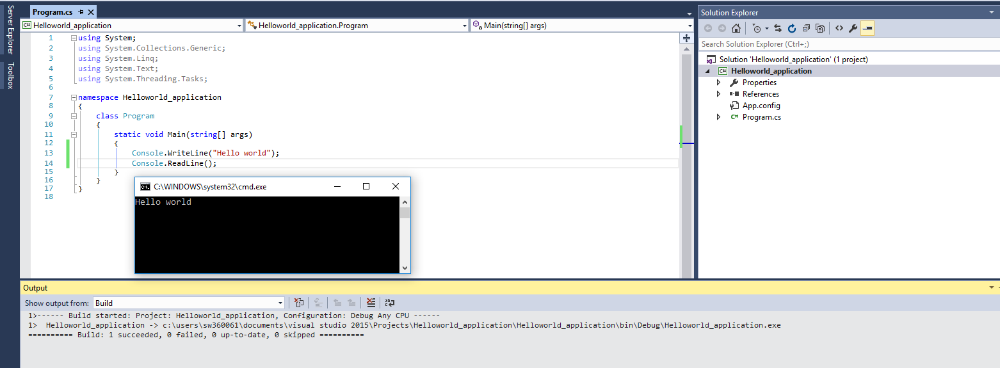 Server Explorer
Toolbox
Program.cs
Helloworld_application
Helloworld_application.Program
Main(string[] args)
1 using System;
2 using System.Collections.Generic;
3 using System.Linq;
4 using System.Text;
5 using System.Threading.Tasks;
6
7 namespace Helloworld_application
8 {
9 class Program
10 {
11 static void Main(string[] args)
12 {
13 Console.WriteLine("Hello world");
14 Console.ReadLine();
15 }
16 }
17 }
18
C:\WINDOWS\system32\cmd.exe
Hello world
Solution Explorer
Search Solution Explorer (Ctrl+;)
Solution 'Helloworld_application' (1 project)
C# Helloworld_application
Properties
References
App.config
C# Program.cs
Output
Show output from: Build
1>------ Build started: Project: Helloworld_application, Configuration: Debug Any CPU ------
1>  Helloworld_application -> c:\users\sw360061\documents\visual studio 2015\Projects\Helloworld_application\Helloworld_application\bin\Debug\Helloworld_application.exe
========== Build: 1 succeeded, 0 failed, 0 up-to-date, 0 skipped ==========